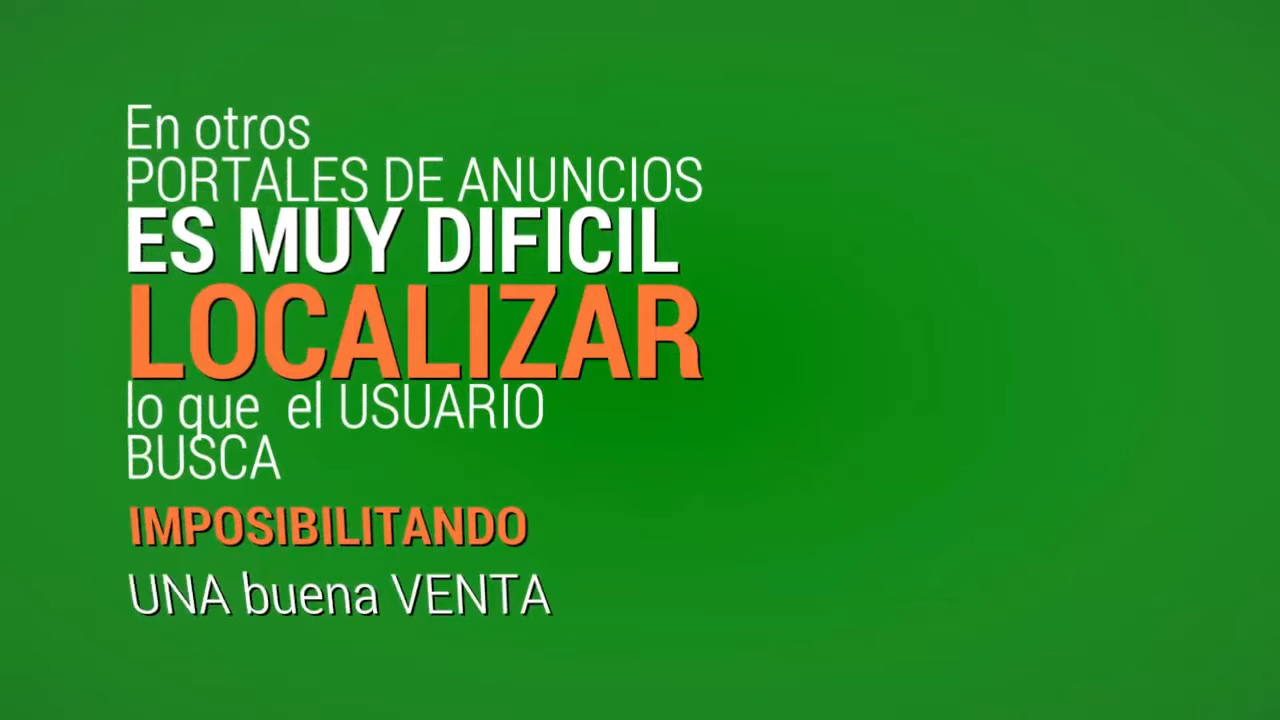 En otros
PORTALES DE ANUNCIOS
ES MUY DIFICIL
LOCALIZAR
lo que el USUARIO
BUSCA
IMPOSIBILITANDO
UNA buena VENTA